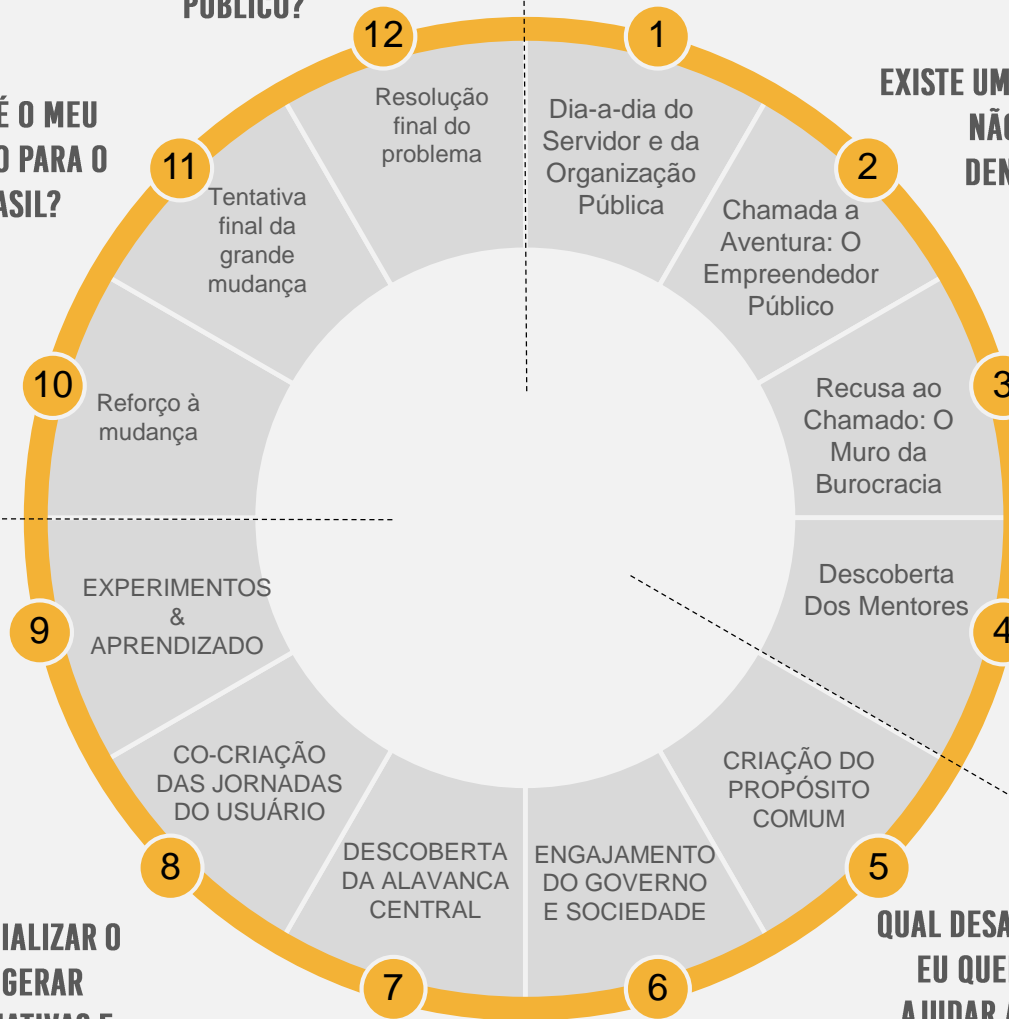 PÚBLICO?
12
1
Resolução
final do
problema
Dia-a-dia do
Servidor e da
Organização
Pública
EXISTE UM
NÃO
DEN
É O MEU
O PARA O
ASIL?
11
Tentativa
final da
grande
mudança
2
Chamada a
Aventura: O
Empreendedor
Público
10
Reforço à
mudança
3
Recusa ao
Chamado: O
Muro da
Burocracia
9
EXPERIMENTOS
&
APRENDIZADO
4
Descoberta
Dos Mentores
8
CO-CRIAÇÃO
DAS JORNADAS
DO USUÁRIO
5
CRIAÇÃO DO
PROPÓSITO
COMUM
7
DESCOBERTA
DA ALAVANCA
CENTRAL
6
ENGAJAMENTO
DO GOVERNO
E SOCIEDADE
IALIZAR O
GERAR
QUAL DESA
EU QUE
AJUDAR A